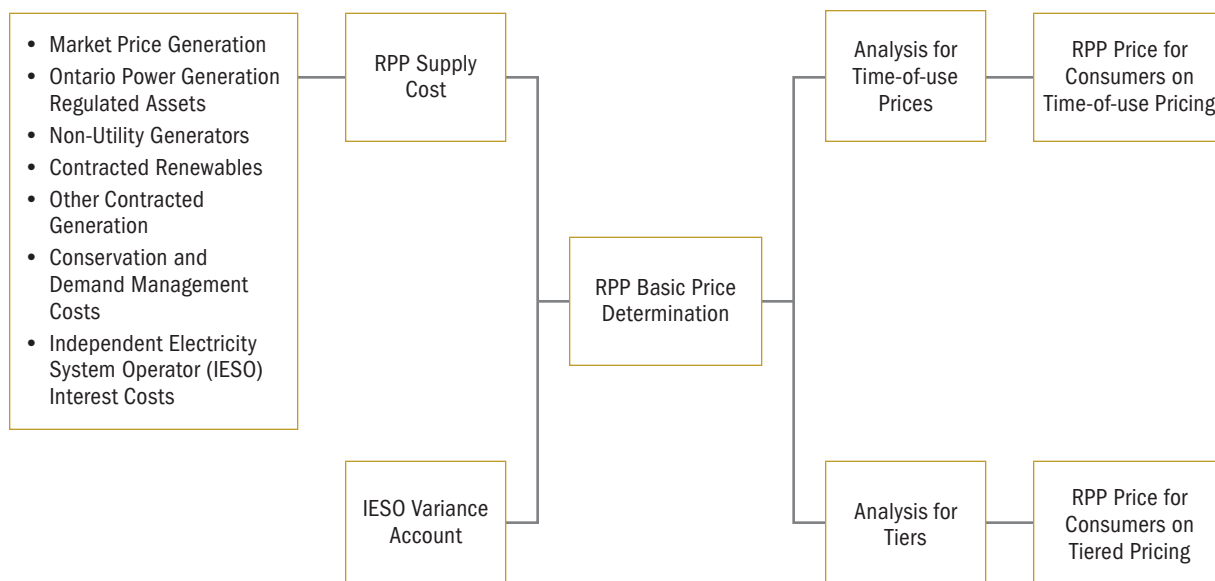 • Market Price Generation
• Ontario Power Generation
Regulated Assets
• Non-Utility Generators
• Contracted Renewables
• Other Contracted
Generation
• Conservation and
Demand Management
Costs
• Independent Electricity
System Operator (IESO)
Interest Costs
RPP Supply
Cost
IESO Variance
Account
RPP Basic Price
Determination
Analysis for
Time-of-use
Prices
RPP Price for
Consumers on
Time-of-use Pricing
Analysis for
Tiers
RPP Price for
Consumers on
Tiered Pricing